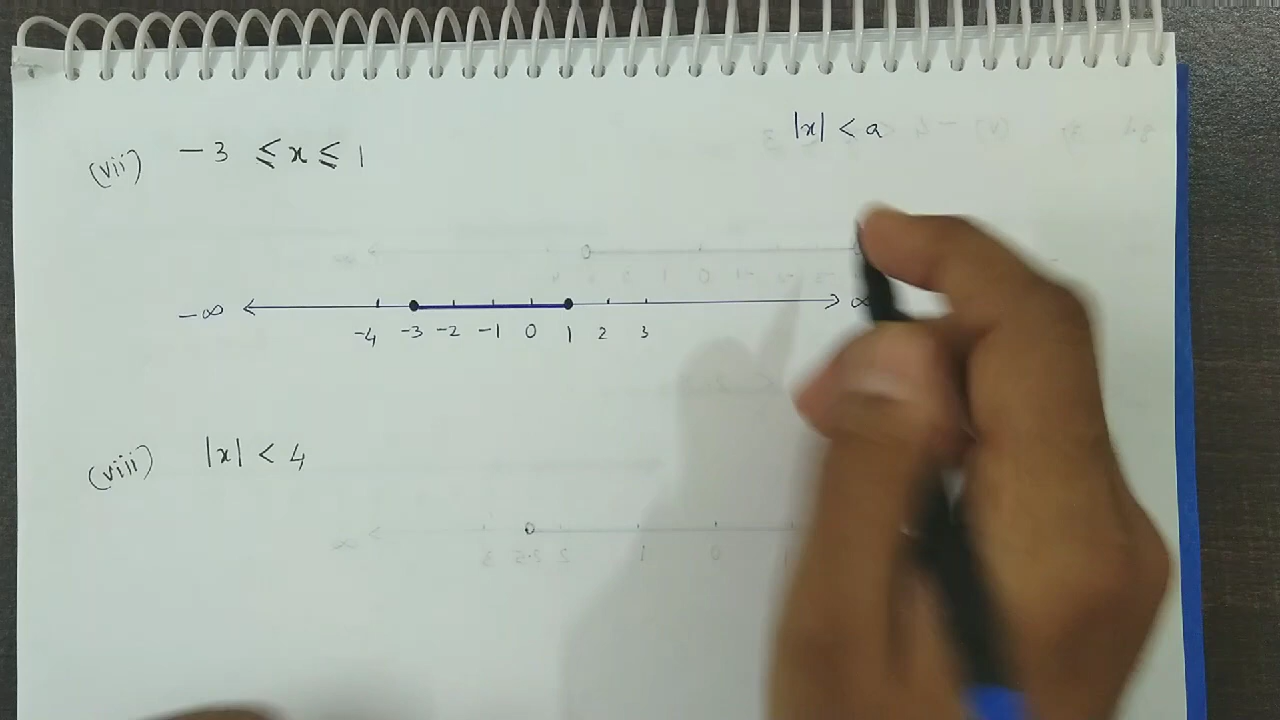 |x| < a
(vii) -3 ≤ x ≤ 1
-∞ ∞
-4 -3 -2 -1 0 1 2 3
(viii) |x| < 4